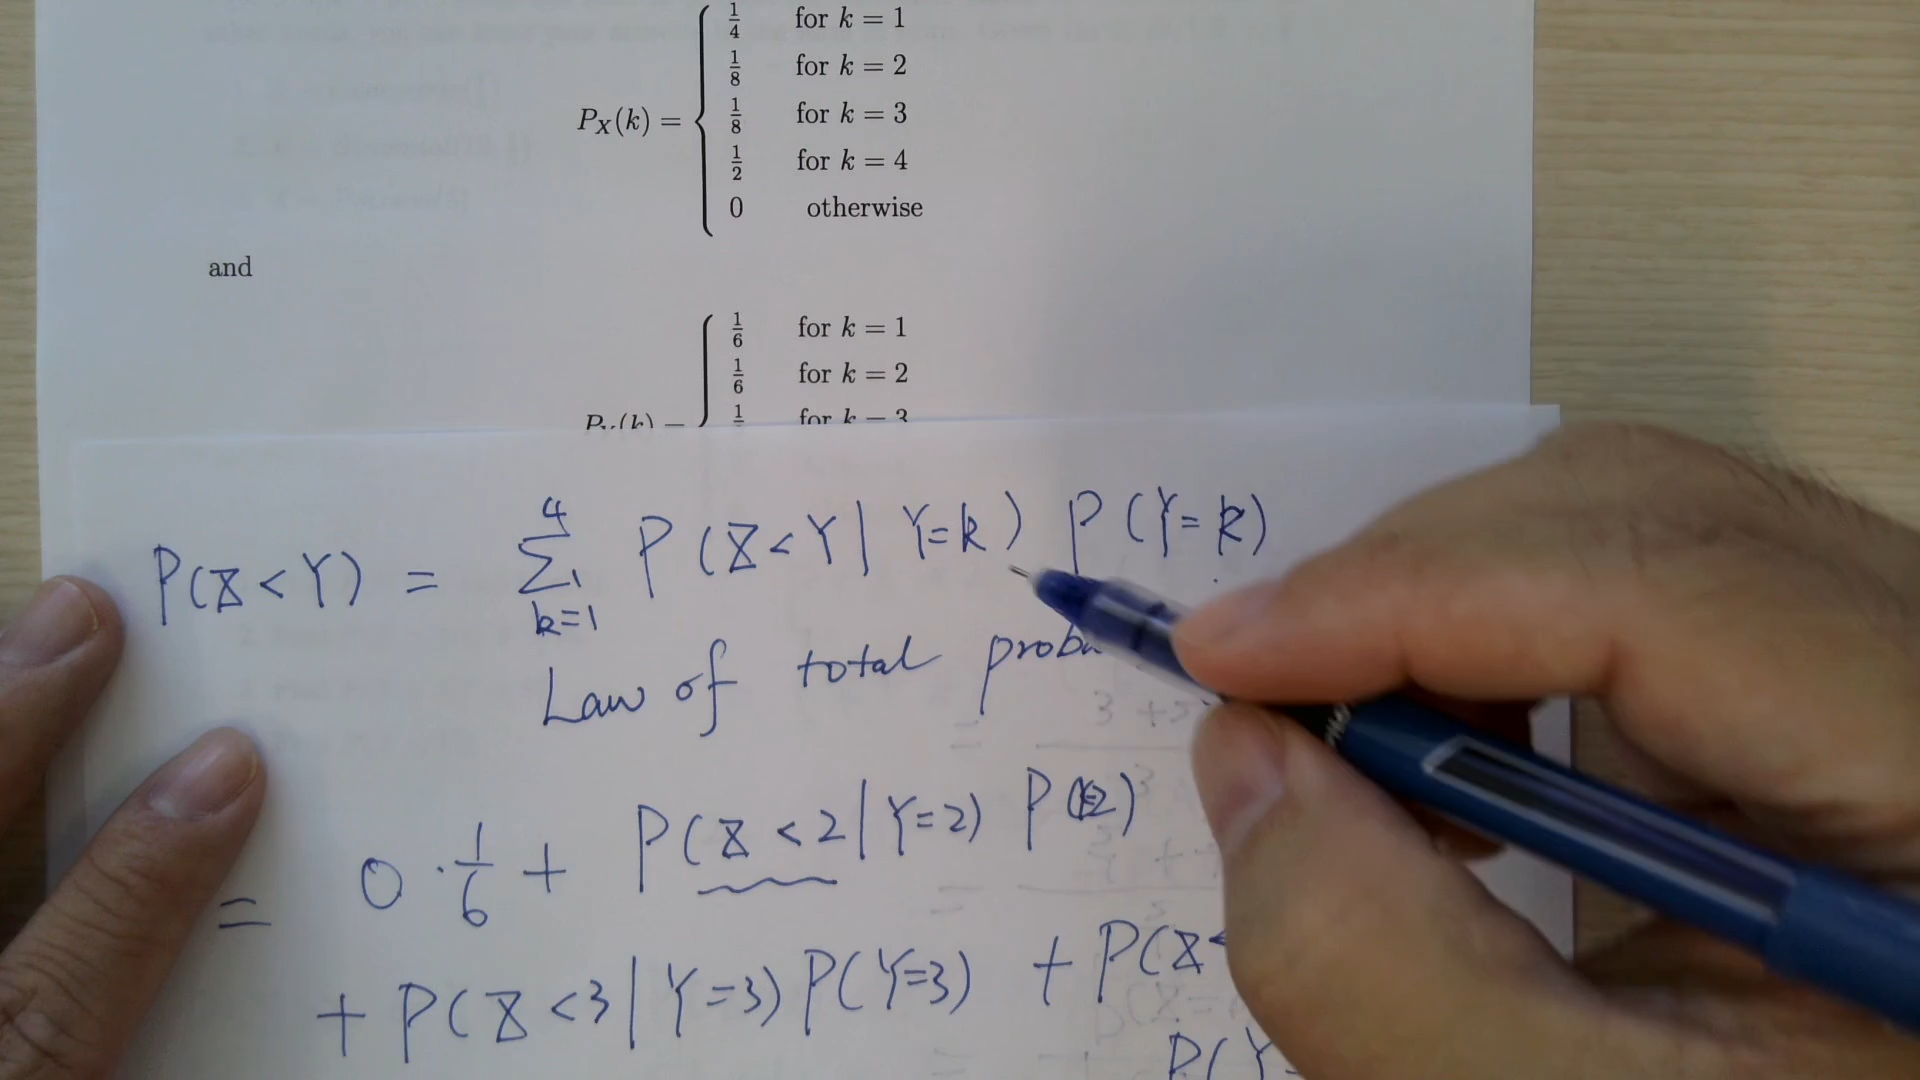 1/4 for k = 1
1/8 for k = 2
P_X(k) = { 1/8 for k = 3
1/2 for k = 4
0 otherwise
and
1/6 for k = 1
1/6 for k = 2
for k = 3
P(X<Y) = Σ_{k=1}^{4} P(X<Y| Y=k) P(Y=k)
Law of total
= 0 · 1/6 + P(X<2|Y=2) P(Y=2)
+ P(X<3|Y=3) P(Y=3) + P(X<
P(Y